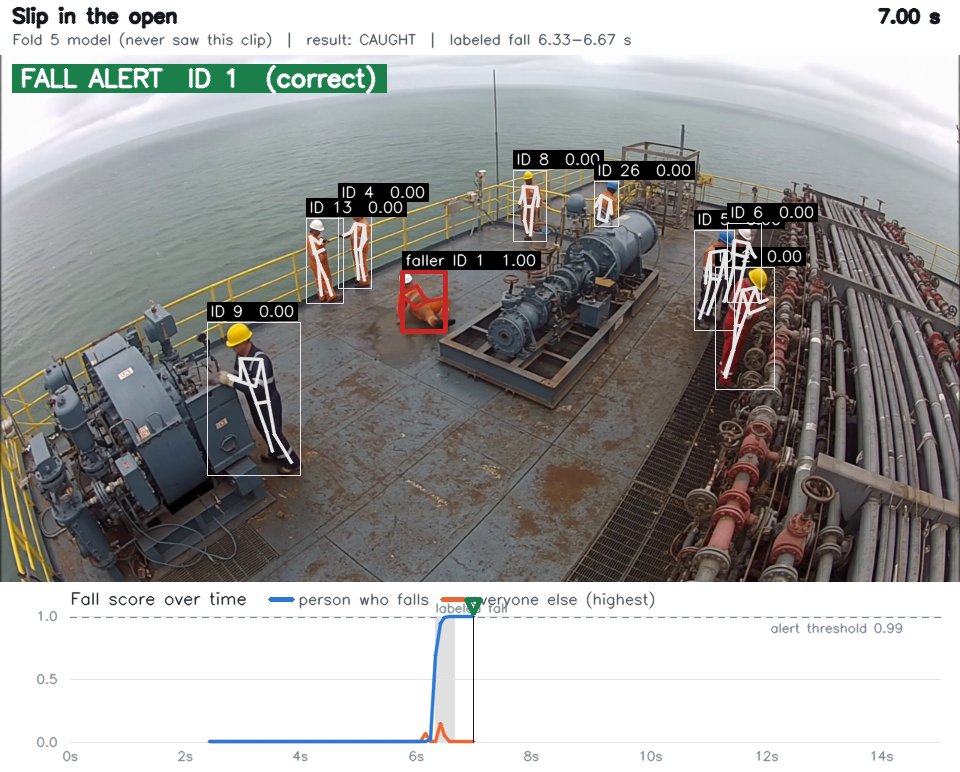 Slip in the open
7.00 s
Fold 5 model (never saw this clip) | result: CAUGHT | labeled fall 6.33–6.67 s
FALL ALERT ID 1 (correct)
ID 8 0.00
ID 26 0.00
ID 4 0.00
ID 13 0.00
ID 5
ID 6 0.00
0.00
faller ID 1 1.00
ID 9 0.00
Fall score over time
person who falls
everyone else (highest)
labeled fall
1.0
alert threshold 0.99
0.5
0.0
0s 2s 4s 6s 8s 10s 12s 14s